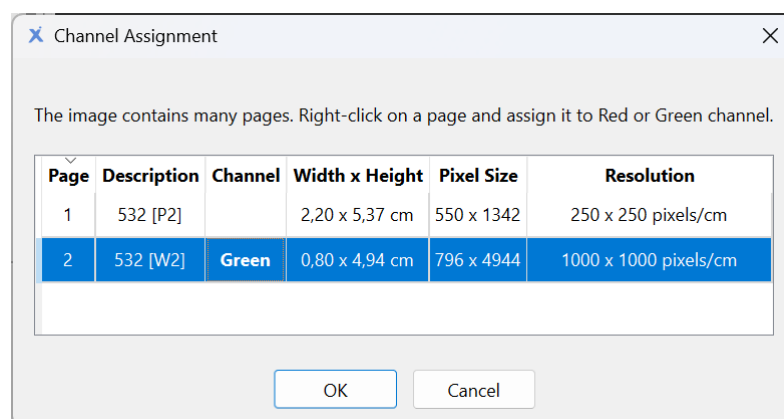 Channel Assignment
The image contains many pages. Right-click on a page and assign it to Red or Green channel.
Page Description Channel Width x Height Pixel Size Resolution
1 532 [P2] 2,20 x 5,37 cm 550 x 1342 250 x 250 pixels/cm
2 532 [W2] Green 0,80 x 4,94 cm 796 x 4944 1000 x 1000 pixels/cm
OK Cancel